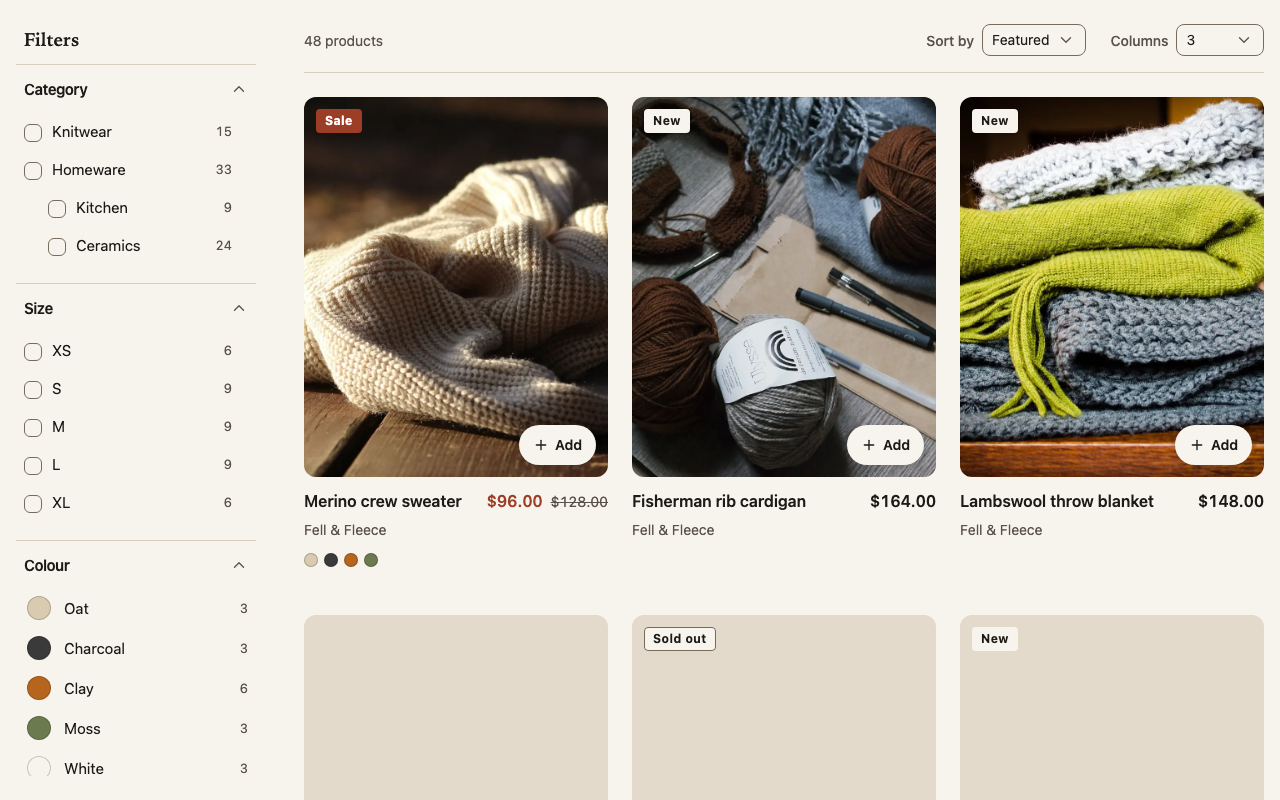 Filters
Category
Knitwear 15
Homeware 33
Kitchen 9
Ceramics 24
Size
XS 6
S 9
M 9
L 9
XL 6
Colour
Oat 3
Charcoal 3
Clay 6
Moss 3
White 3
48 products
Sort by Featured
Columns 3
Sale
+ Add
Merino crew sweater $96.00 $128.00
Fell & Fleece
New
+ Add
Fisherman rib cardigan $164.00
Fell & Fleece
New
+ Add
Lambswool throw blanket $148.00
Fell & Fleece
Sold out
New